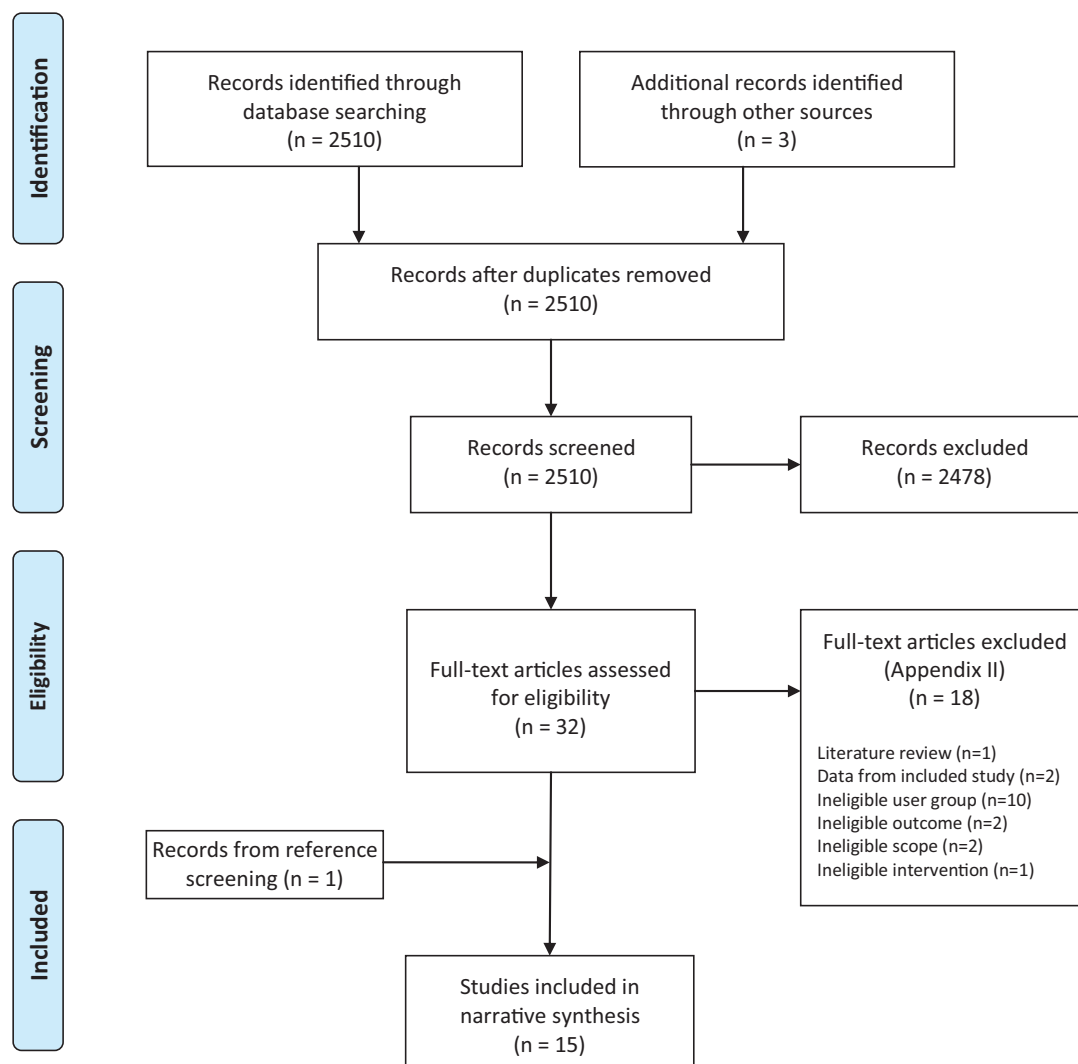 Identification
Records identified through
database searching
(n = 2510)
Additional records identified
through other sources
(n = 3)
Records after duplicates removed
(n = 2510)
Screening
Records screened
(n = 2510)
Records excluded
(n = 2478)
Eligibility
Full-text articles assessed
for eligibility
(n = 32)
Full-text articles excluded
(Appendix II)
(n = 18)
Literature review (n=1)
Data from included study (n=2)
Ineligible user group (n=10)
Ineligible outcome (n=2)
Ineligible scope (n=2)
Ineligible intervention (n=1)
Included
Records from reference
screening (n = 1)
Studies included in
narrative synthesis
(n = 15)